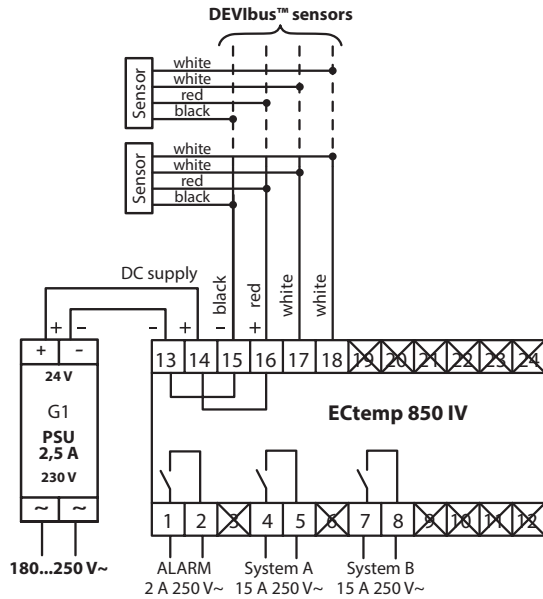 DEVIbus™ sensors
Sensor
white
white
red
black
Sensor
white
white
red
black
DC supply
black
red
white
white
+ − − + − +
+ −
24 V
G1
PSU
2,5 A
230 V
~ ~
180...250 V~
13 14 15 16 17 18 19 20 21 22 23 24
ECtemp 850 IV
1 2 3 4 5 6 7 8 9 10 11 12
ALARM
2 A 250 V~
System A
15 A 250 V~
System B
15 A 250 V~